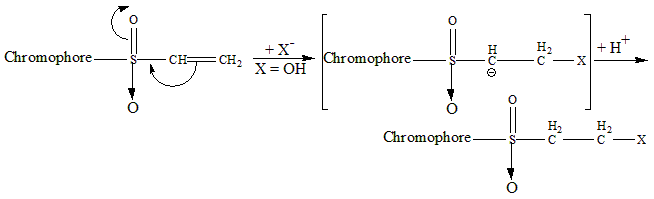 O
Chromophore S CH CH2
O
+ X-
X = OH
O
Chromophore S H C ⊖ H2 C X
O
+ H+
O
Chromophore S H2 C H2 C X
O